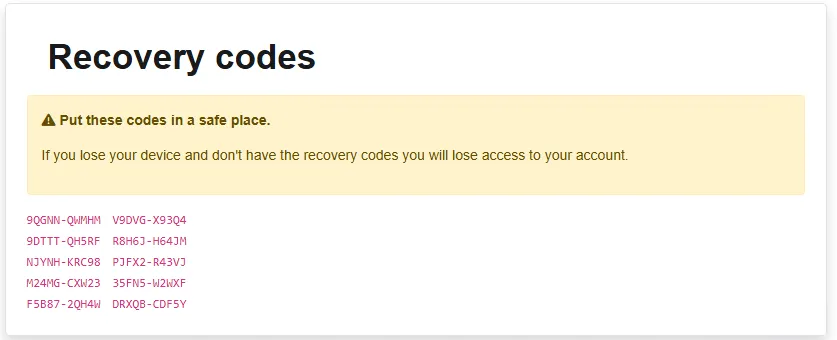 Recovery codes
Put these codes in a safe place.
If you lose your device and don't have the recovery codes you will lose access to your account.
9QGNN-QWMHM V9DVG-X93Q4
9DTTT-QH5RF R8H6J-H64JM
NJYNH-KRC98 PJFX2-R43VJ
M24MG-CXW23 35FN5-W2WXF
F5B87-2QH4W DRXQB-CDF5Y